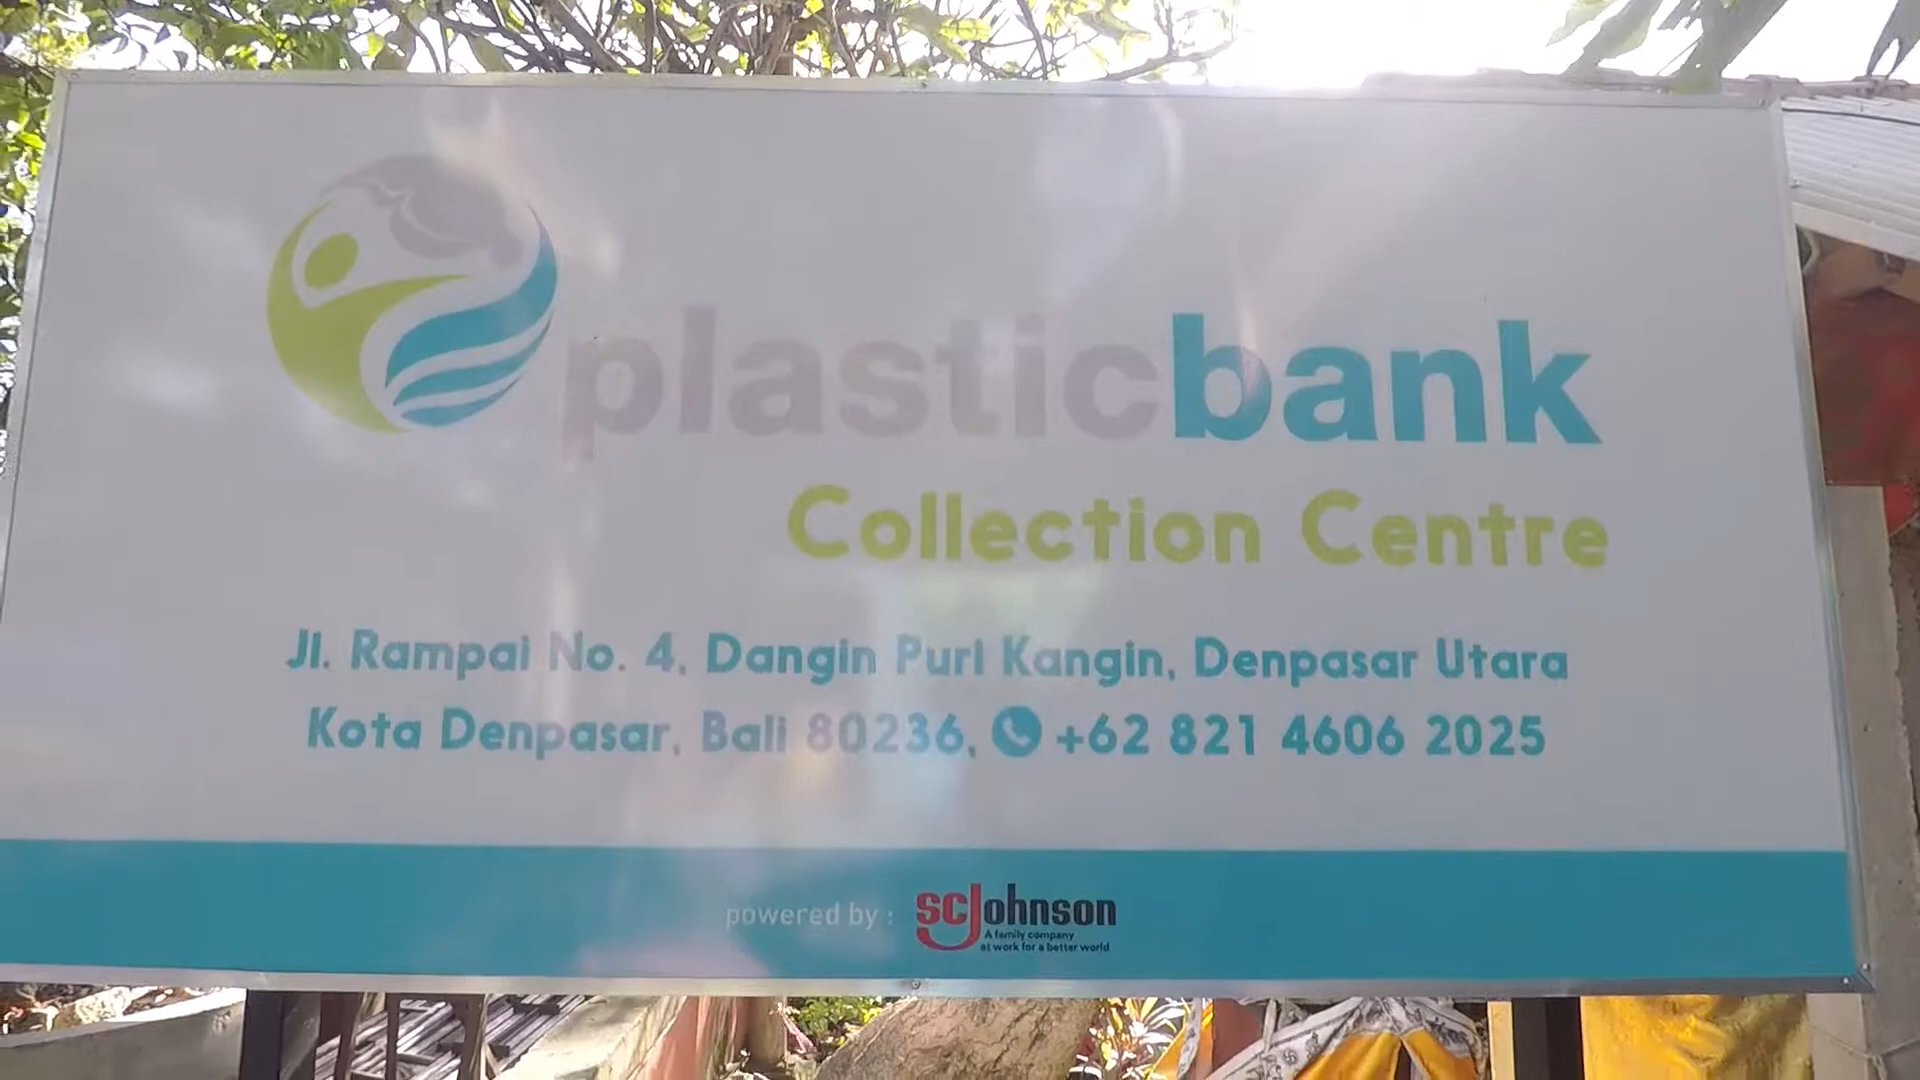 plasticbank
Collection Centre
Jl. Rampai No. 4, Dangin Puri Kangin, Denpasar Utara
Kota Denpasar, Bali 80236, +62 821 4606 2025
powered by : SCJohnson
A family company
at work for a better world